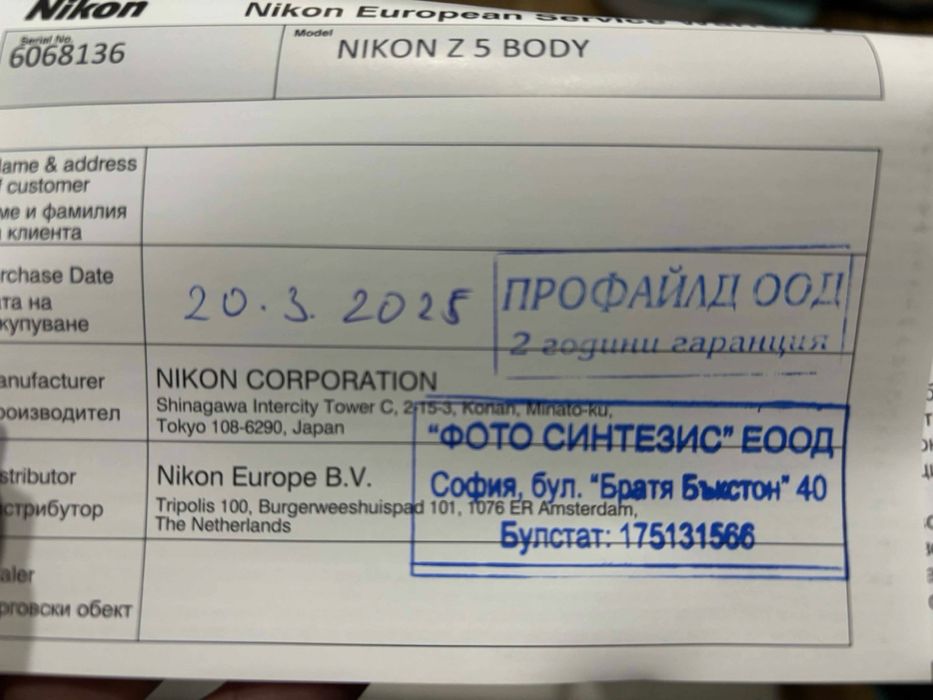 Nikon
Nikon European Service
Serial No.
6068136
Model
NIKON Z 5 BODY
ame & address
customer
ме и фамилия
клиента
rchase Date
та на
купуване
20.3.2025
ПРОФАЙЛД ООД
2 години гаранция
anufacturer
роизводител
NIKON CORPORATION
Shinagawa Intercity Tower C, 2-15-3, Konan, Minato-ku,
Tokyo 108-6290, Japan
"ФОТО СИНТЕЗИС" ЕООД
София, бул. "Братя Бъкстон" 40
Булстат: 175131566
stributor
стрибутор
Nikon Europe B.V.
Tripolis 100, Burgerweeshuispad 101, 1076 ER Amsterdam,
The Netherlands
aler
рговски обект